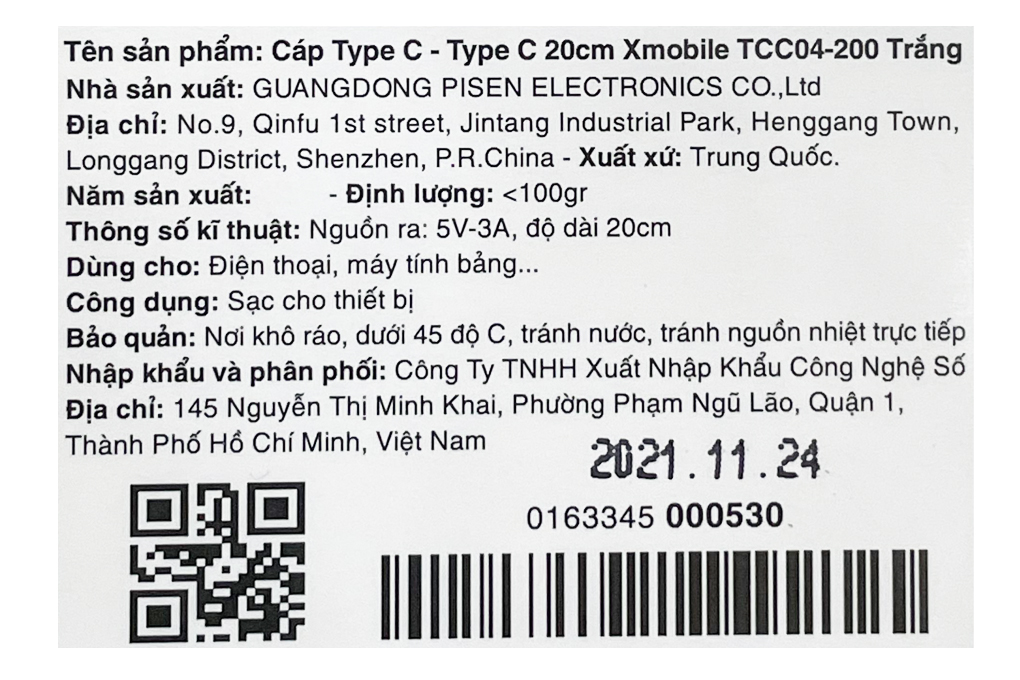 Tên sản phẩm: Cáp Type C - Type C 20cm Xmobile TCC04-200 Trắng
Nhà sản xuất: GUANGDONG PISEN ELECTRONICS CO.,Ltd
Địa chỉ: No.9, Qinfu 1st street, Jintang Industrial Park, Henggang Town,
Longgang District, Shenzhen, P.R.China - Xuất xứ: Trung Quốc.
Năm sản xuất: - Định lượng: <100gr
Thông số kĩ thuật: Nguồn ra: 5V-3A, độ dài 20cm
Dùng cho: Điện thoại, máy tính bảng...
Công dụng: Sạc cho thiết bị
Bảo quản: Nơi khô ráo, dưới 45 độ C, tránh nước, tránh nguồn nhiệt trực tiếp
Nhập khẩu và phân phối: Công Ty TNHH Xuất Nhập Khẩu Công Nghệ Số
Địa chỉ: 145 Nguyễn Thị Minh Khai, Phường Phạm Ngũ Lão, Quận 1,
Thành Phố Hồ Chí Minh, Việt Nam
2021.11.24
0163345 000530